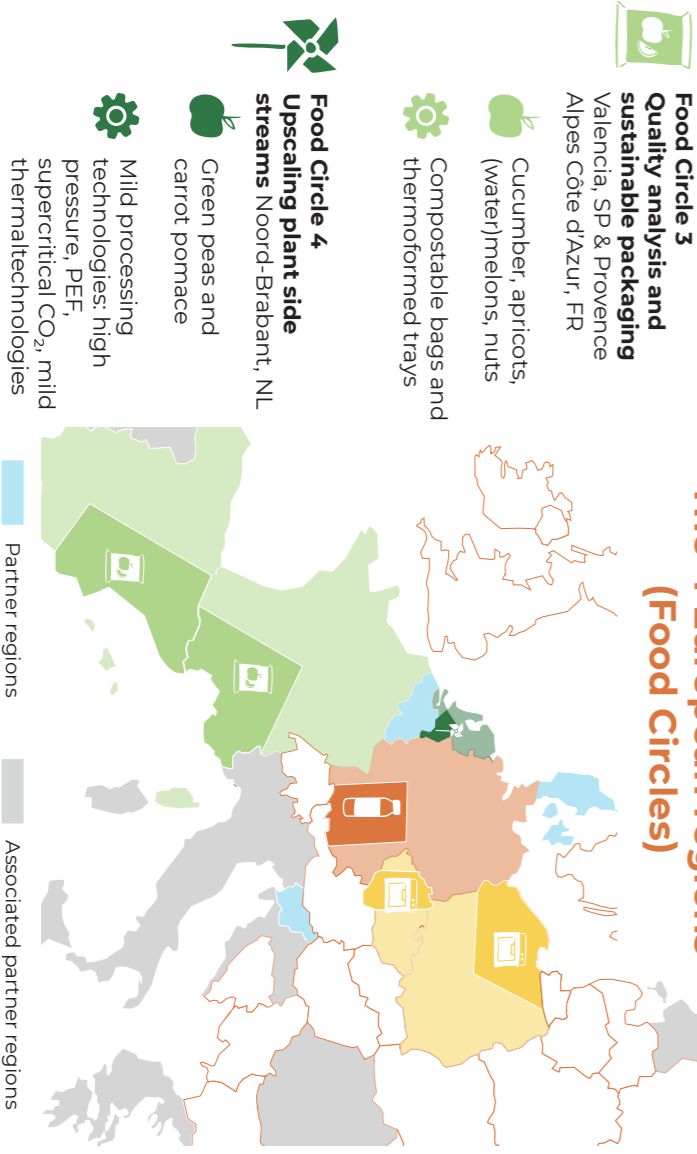 (Food Circles)
Food Circle 3
Quality analysis and
sustainable packaging
Valencia, SP & Provence
Alpes Côte d'Azur, FR
Cucumber, apricots,
(water)melons, nuts
Compostable bags and
thermoformed trays
Food Circle 4
Upscaling plant side
streams Noord-Brabant, NL
Green peas and
carrot pomace
Mild processing
technologies: high
pressure, PEF,
supercritical CO₂, mild
thermaltechnologies
Partner regions
Associated partner regions